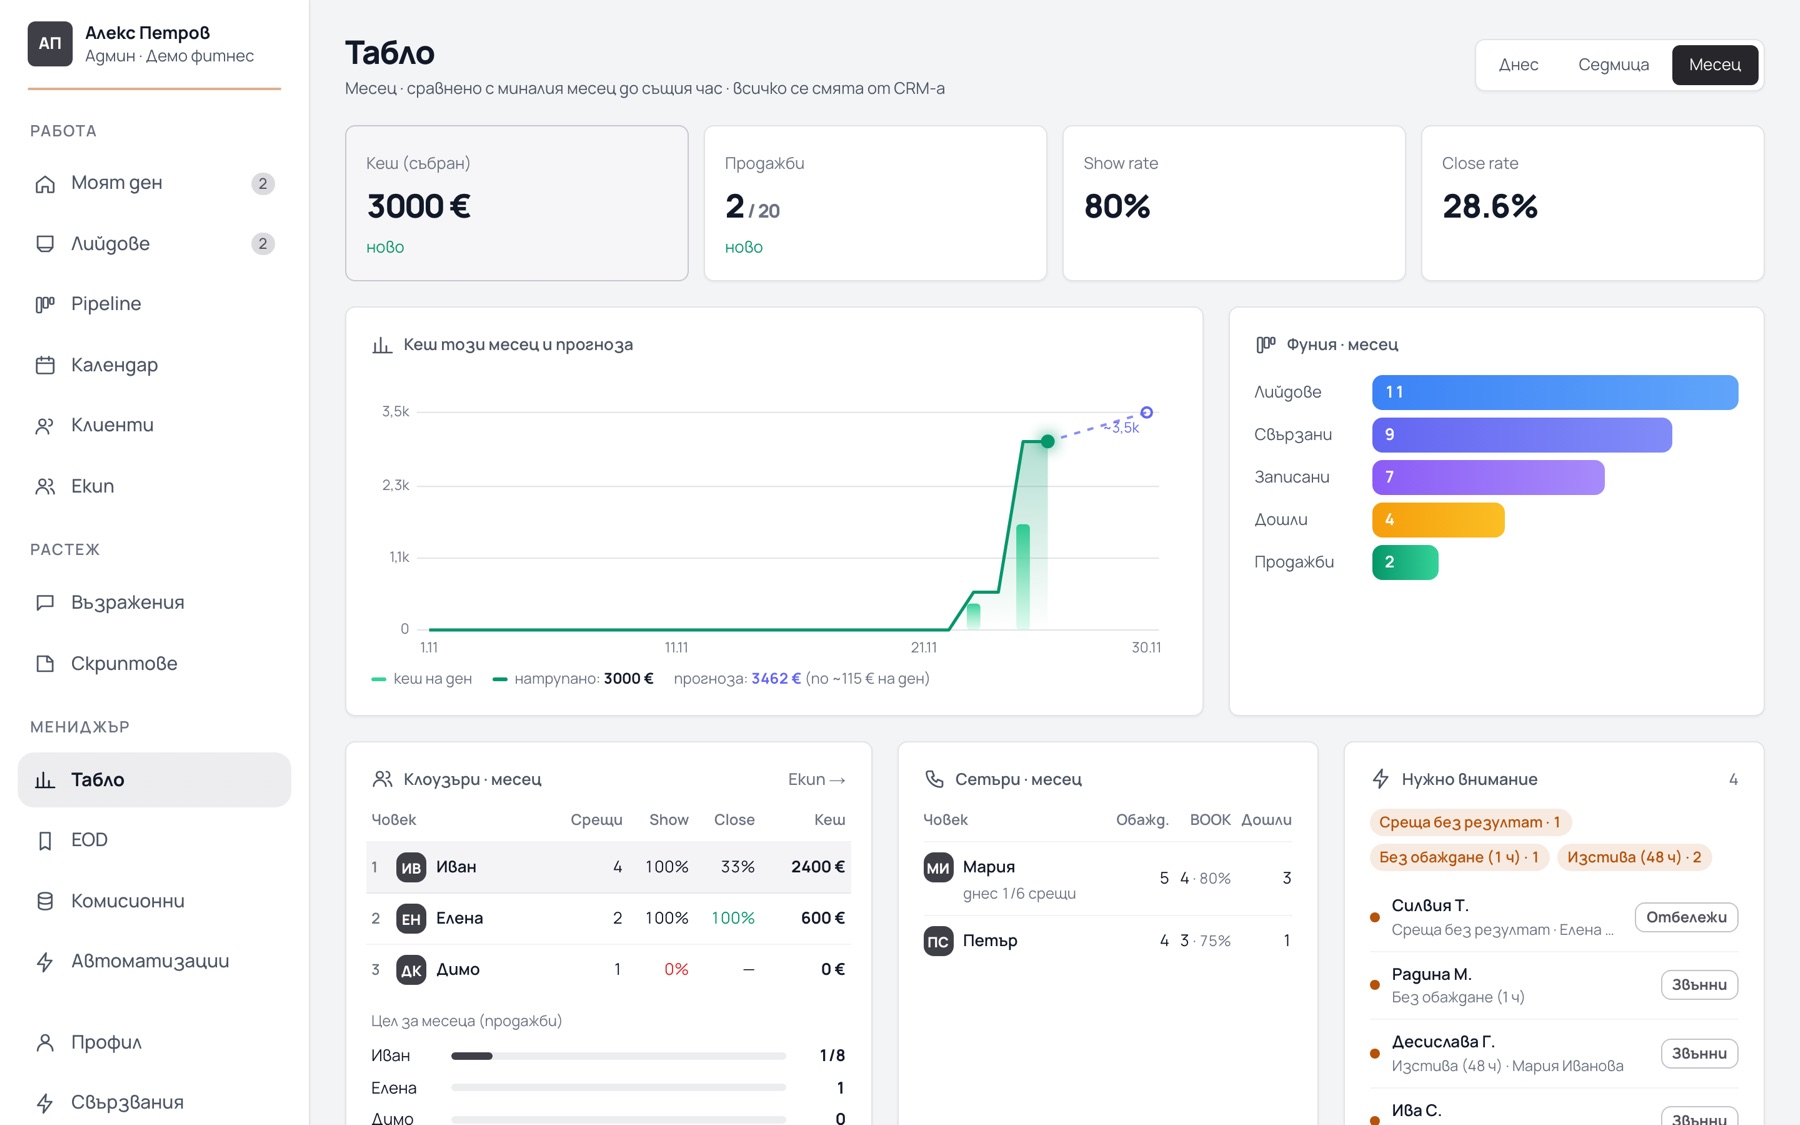 АП
Алекс Петров
Админ · Демо фитнес
РАБОТА
Моят ден 2
Лийдове 2
Pipeline
Календар
Клиенти
Екип
РАСТЕЖ
Възражения
Скриптове
МЕНИДЖЪР
Табло
EOD
Комисионни
Автоматизации
Профил
Свързвания
Табло
Месец · сравнено с миналия месец до същия час · всичко се смята от CRM-а
Днес Седмица Месец
Кеш (събран)
3000 €
ново
Продажби
2 / 20
ново
Show rate
80%
Close rate
28.6%
Кеш този месец и прогноза
3,5k
~3,5k
2,3k
1,1k
0
1.11 11.11 21.11 30.11
кеш на ден натрупано: 3000 € прогноза: 3462 € (по ~115 € на ден)
Фуния · месец
Лийдове 11
Свързани 9
Записани 7
Дошли 4
Продажби 2
Клоузъри · месец Екип →
Човек Срещи Show Close Кеш
1 ИВ Иван 4 100% 33% 2400 €
2 ЕН Елена 2 100% 100% 600 €
3 ДК Димо 1 0% — 0 €
Цел за месеца (продажби)
Иван 1/8
Елена 1
Димо 0
Сетъри · месец
Човек Обажд. BOOK Дошли
МИ Мария 5 4 · 80% 3
днес 1/6 срещи
ПС Петър 4 3 · 75% 1
Нужно внимание 4
Среща без резултат · 1
Без обаждане (1 ч) · 1 Изстива (48 ч) · 2
Силвия Т.
Среща без резултат · Елена ...
Отбележи
Радина М.
Без обаждане (1 ч)
Звънни
Десислава Г.
Изстива (48 ч) · Мария Иванова
Звънни
Ива С.
Звънни